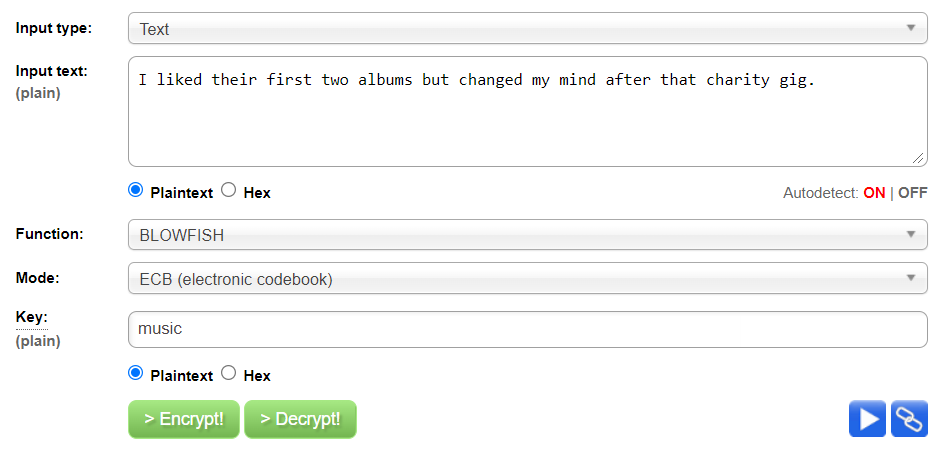 Input type:
Text
Input text:
(plain)
I liked their first two albums but changed my mind after that charity gig.
Plaintext Hex
Autodetect: ON | OFF
Function:
BLOWFISH
Mode:
ECB (electronic codebook)
Key:
(plain)
music
Plaintext Hex
> Encrypt! > Decrypt!